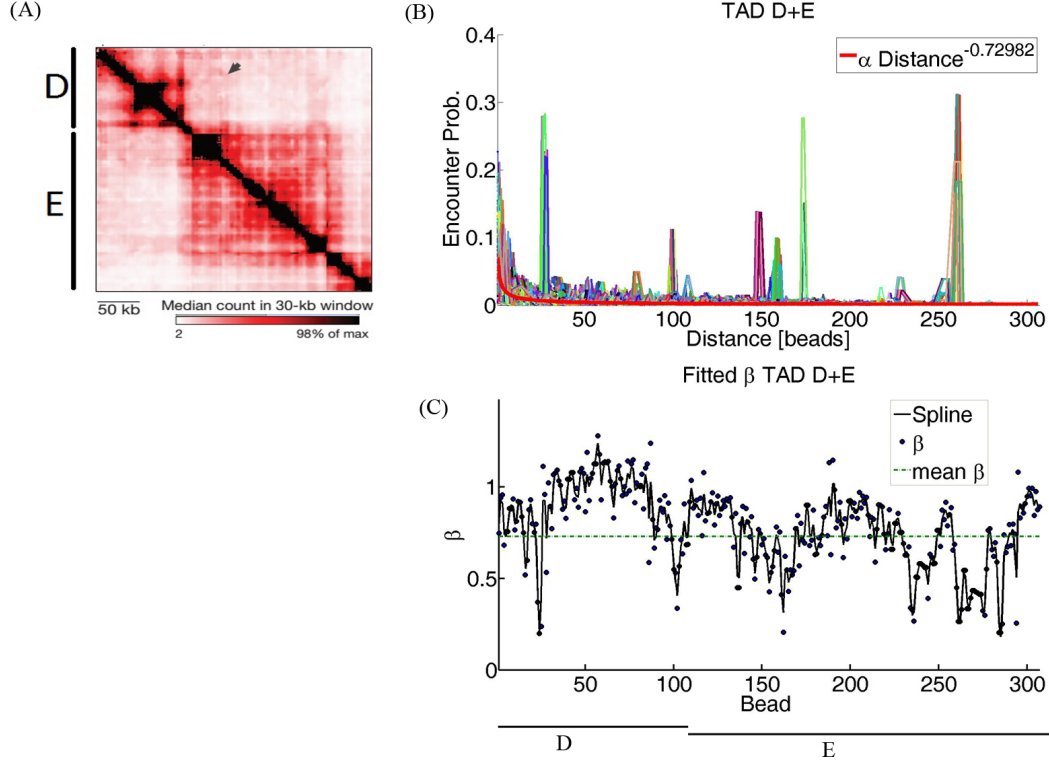 (A)
D
E
50 kb
Median count in 30-kb window
2
98% of max
(B)
TAD D+E
0.4
0.3
0.2
0.1
0
Encounter Prob.
α Distance^-0.72982
50 100 150 200 250 300
Distance [beads]
(C)
Fitted β TAD D+E
1
0.5
0
β
Spline
β
mean β
50 100 150 200 250 300
Bead
D
E